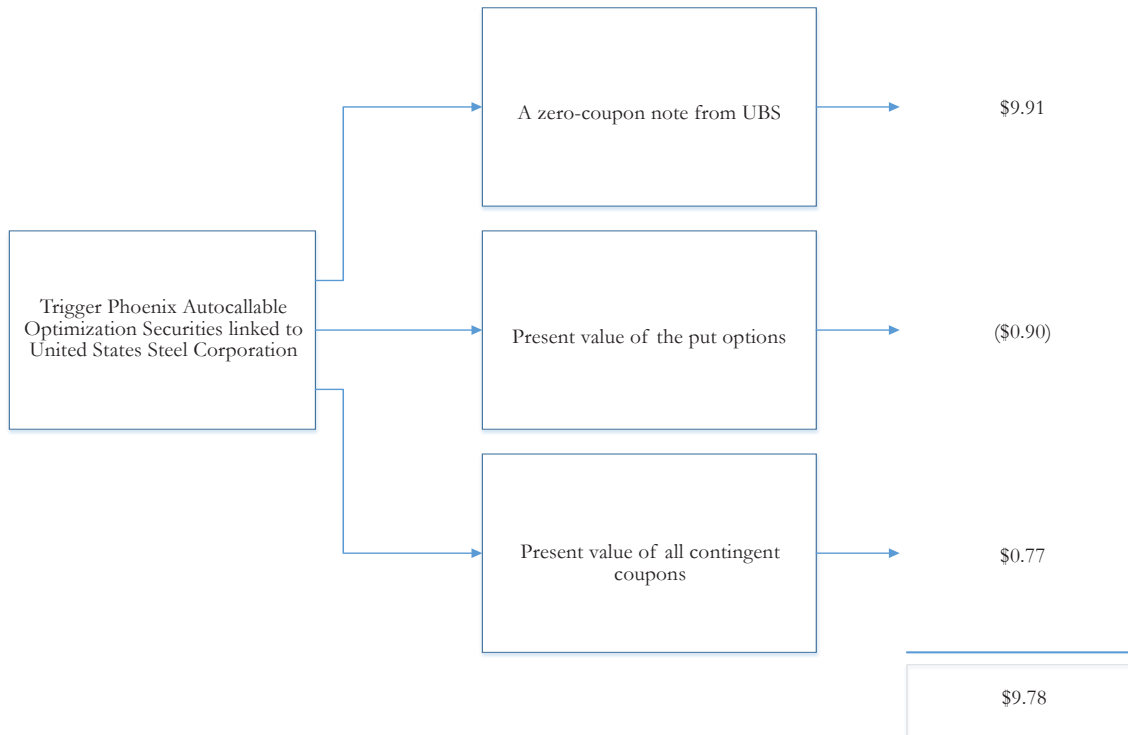 A zero-coupon note from UBS
$9.91
Trigger Phoenix Autocallable
Optimization Securities linked to
United States Steel Corporation
Present value of the put options
($0.90)
Present value of all contingent
coupons
$0.77
$9.78